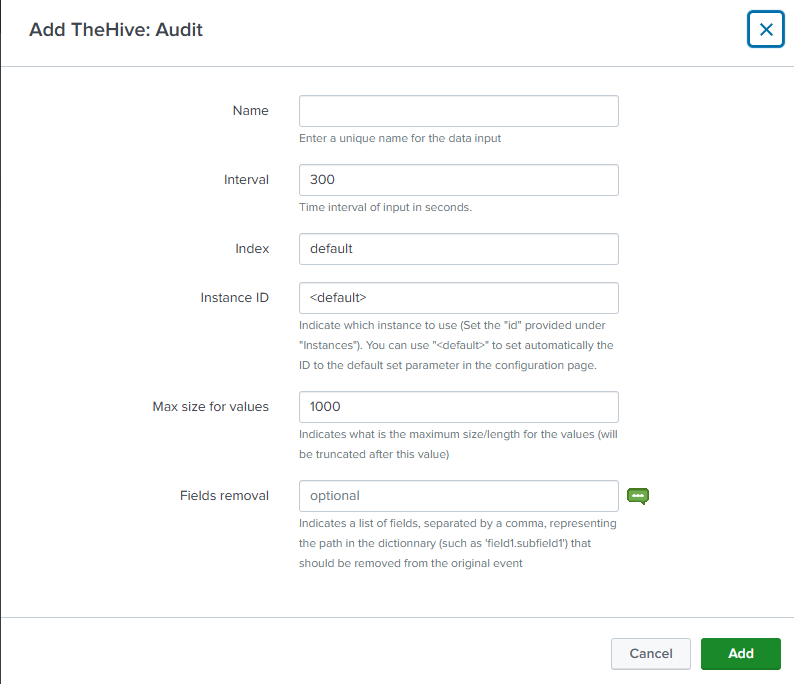 Add TheHive: Audit
Name
Enter a unique name for the data input
Interval
300
Time interval of input in seconds.
Index
default
Instance ID
<default>
Indicate which instance to use (Set the "id" provided under
"Instances"). You can use "<default>" to set automatically the
ID to the default set parameter in the configuration page.
Max size for values
1000
Indicates what is the maximum size/length for the values (will
be truncated after this value)
Fields removal
optional
Indicates a list of fields, separated by a comma, representing
the path in the dictionnary (such as 'field1.subfield1') that
should be removed from the original event
Cancel
Add